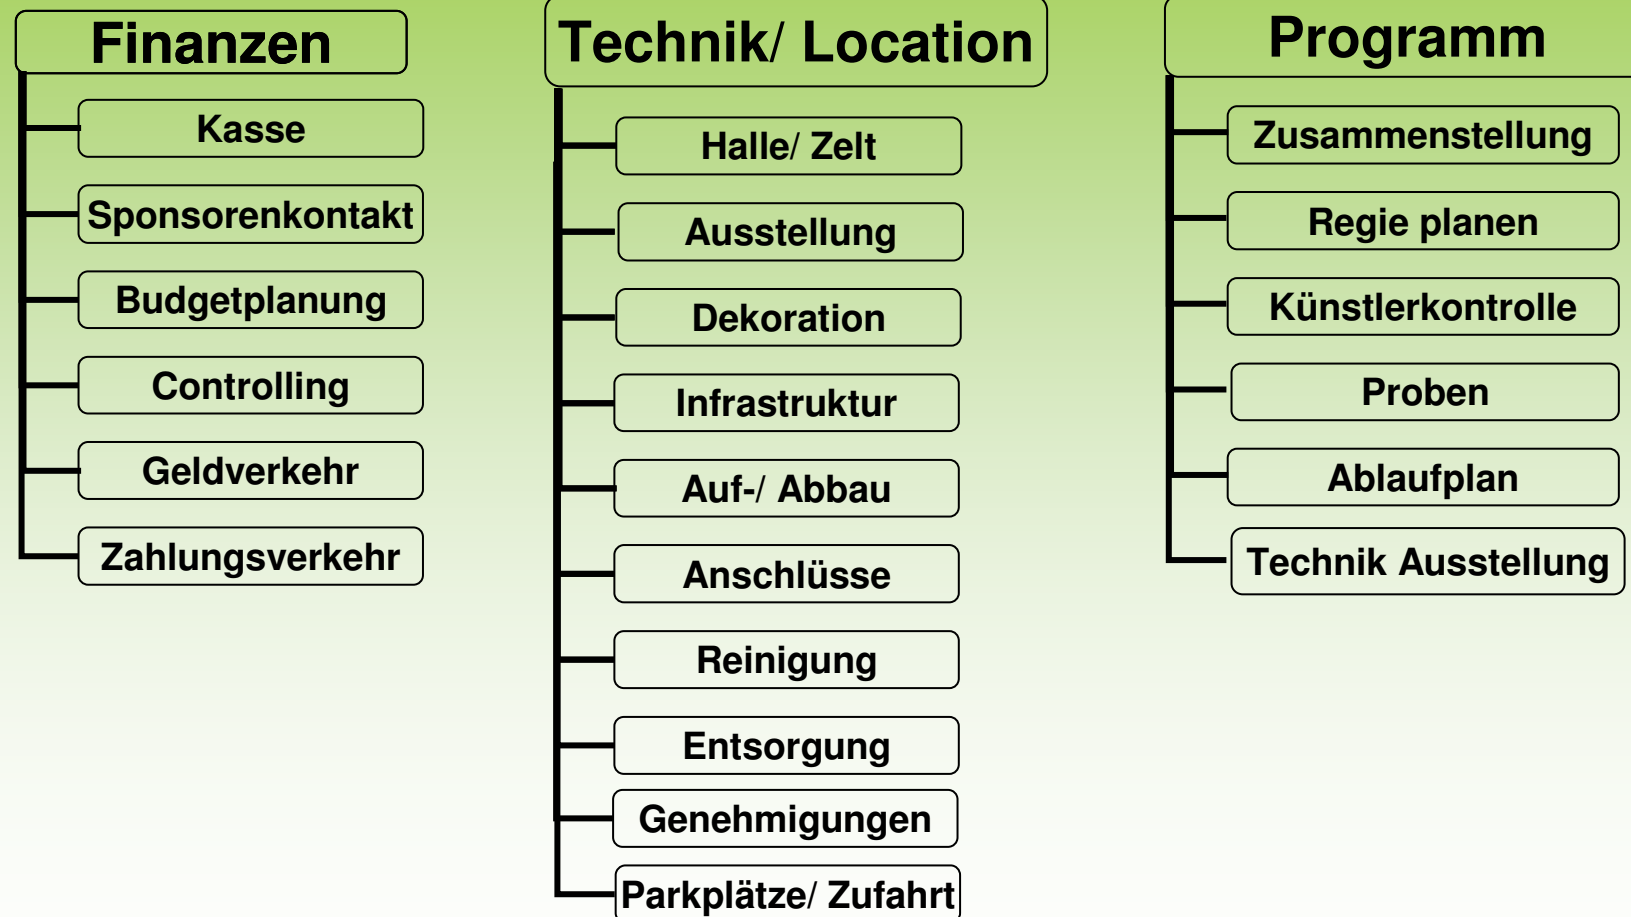 Finanzen
Kasse
Sponsorenkontakt
Budgetplanung
Controlling
Geldverkehr
Zahlungsverkehr
Technik/ Location
Halle/ Zelt
Ausstellung
Dekoration
Infrastruktur
Auf-/ Abbau
Anschlüsse
Reinigung
Entsorgung
Genehmigungen
Parkplätze/ Zufahrt
Programm
Zusammenstellung
Regie planen
Künstlerkontrolle
Proben
Ablaufplan
Technik Ausstellung